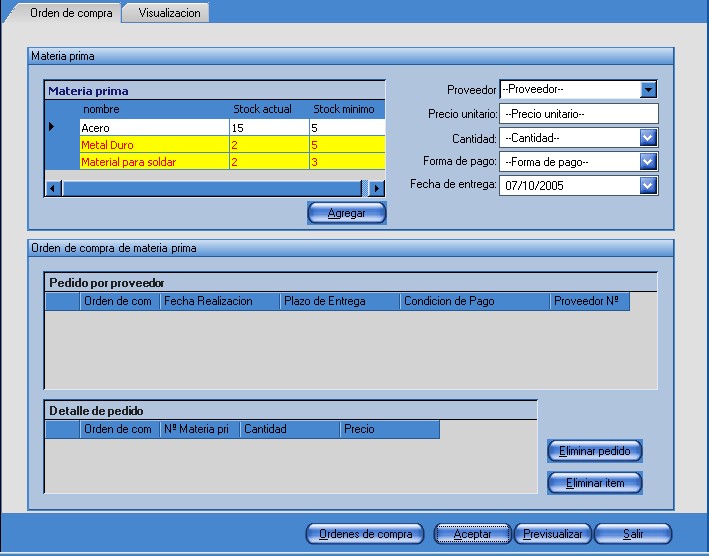 Orden de compra Visualizacion
Materia prima
Materia prima
nombre Stock actual Stock minimo
Acero 15 5
Metal Duro 2 5
Material para soldar 2 3
Agregar
Proveedor --Proveedor--
Precio unitario: --Precio unitario--
Cantidad: --Cantidad--
Forma de pago: --Forma de pago--
Fecha de entrega: 07/10/2005
Orden de compra de materia prima
Pedido por proveedor
Orden de com Fecha Realizacion Plazo de Entrega Condicion de Pago Proveedor Nº
Detalle de pedido
Orden de com Nº Materia pri Cantidad Precio
Eliminar pedido
Eliminar item
Ordenes de compra Aceptar Previsualizar Salir